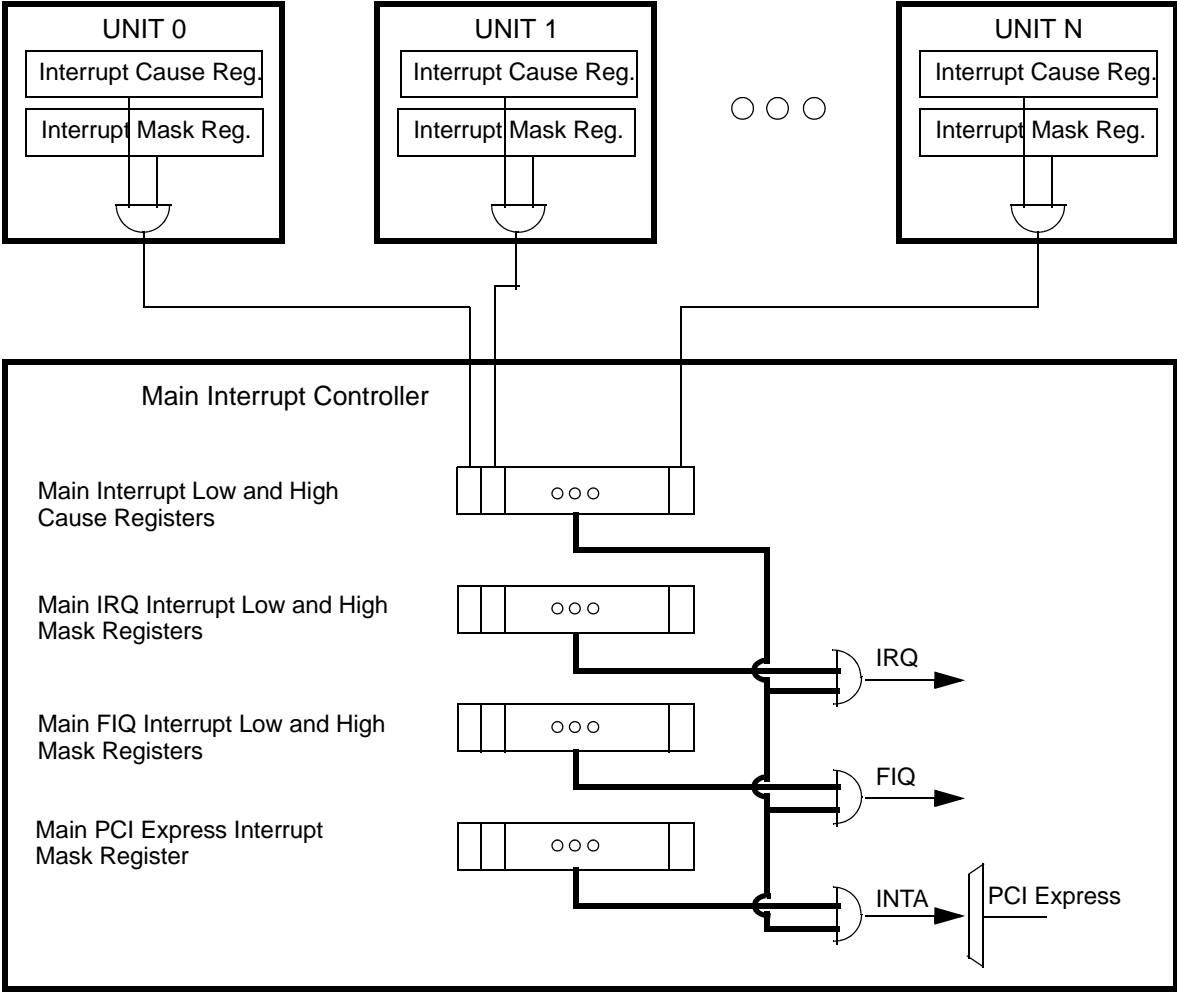 UNIT 0
Interrupt Cause Reg.
Interrupt Mask Reg.
UNIT 1
Interrupt Cause Reg.
Interrupt Mask Reg.
UNIT N
Interrupt Cause Reg.
Interrupt Mask Reg.
Main Interrupt Controller
Main Interrupt Low and High
Cause Registers
Main IRQ Interrupt Low and High
Mask Registers
IRQ
Main FIQ Interrupt Low and High
Mask Registers
FIQ
Main PCI Express Interrupt
Mask Register
INTA
PCI Express